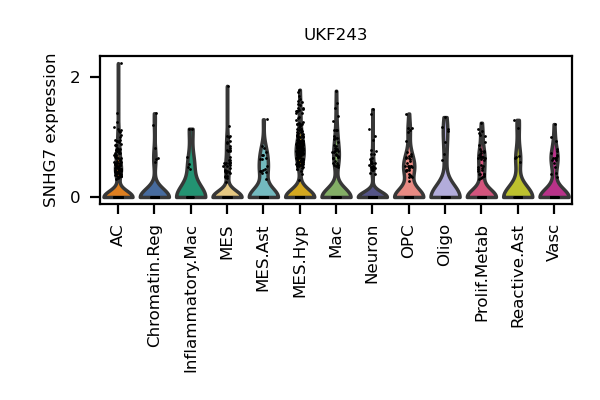 UKF243
SNHG7 expression
2
0
AC
Chromatin.Reg
Inflammatory.Mac
MES
MES.Ast
MES.Hyp
Mac
Neuron
OPC
Oligo
Prolif.Metab
Reactive.Ast
Vasc